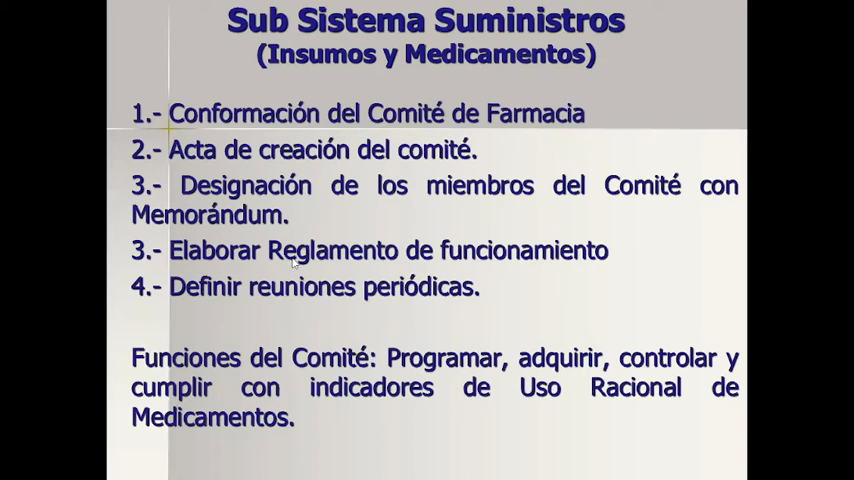 Sub Sistema Suministros
(Insumos y Medicamentos)
1.- Conformación del Comité de Farmacia
2.- Acta de creación del comité.
3.- Designación de los miembros del Comité con
Memorándum.
3.- Elaborar Reglamento de funcionamiento
4.- Definir reuniones periódicas.
Funciones del Comité: Programar, adquirir, controlar y
cumplir con indicadores de Uso Racional de
Medicamentos.